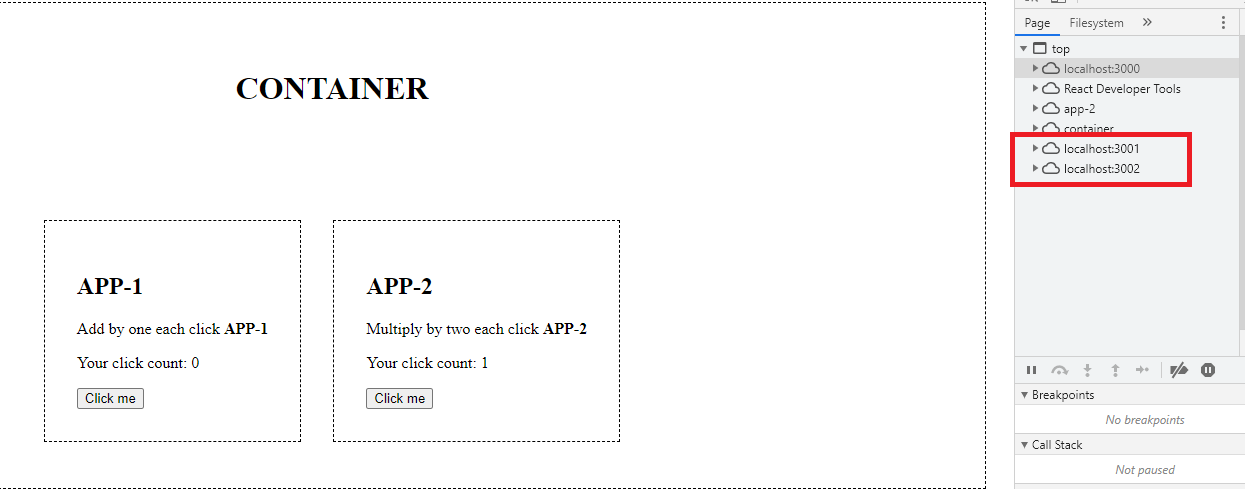 CONTAINER
APP-1
Add by one each click APP-1
Your click count: 0
Click me
APP-2
Multiply by two each click APP-2
Your click count: 1
Click me
Page Filesystem »
top
localhost:3000
React Developer Tools
app-2
container
localhost:3001
localhost:3002
Breakpoints
No breakpoints
Call Stack
Not paused